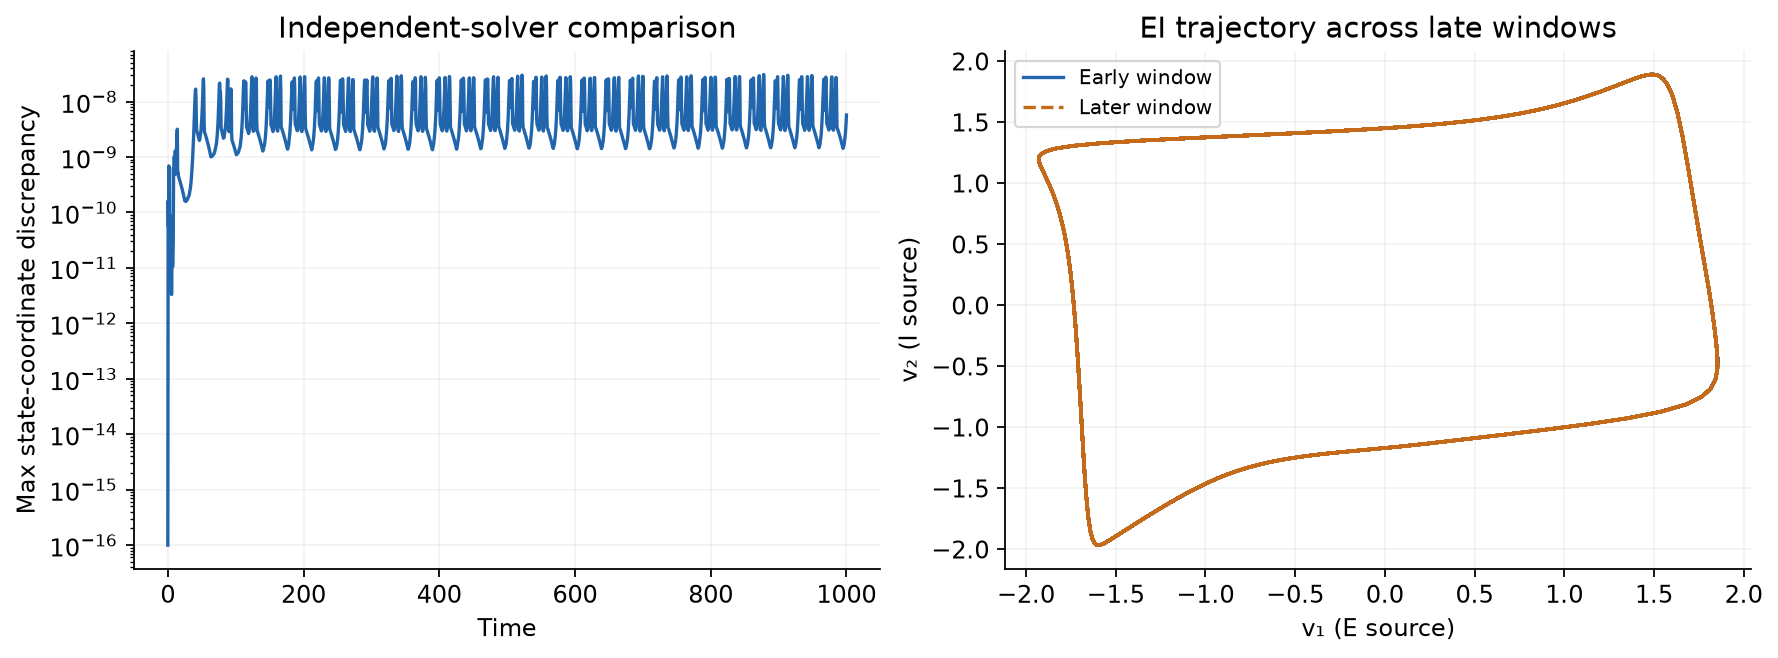 Independent-solver comparison
Max state-coordinate discrepancy
10⁻⁸
10⁻⁹
10⁻¹⁰
10⁻¹¹
10⁻¹²
10⁻¹³
10⁻¹⁴
10⁻¹⁵
10⁻¹⁶
0 200 400 600 800 1000
Time
EI trajectory across late windows
Early window
Later window
v₂ (I source)
2.0
1.5
1.0
0.5
0.0
−0.5
−1.0
−1.5
−2.0
−2.0 −1.5 −1.0 −0.5 0.0 0.5 1.0 1.5 2.0
v₁ (E source)